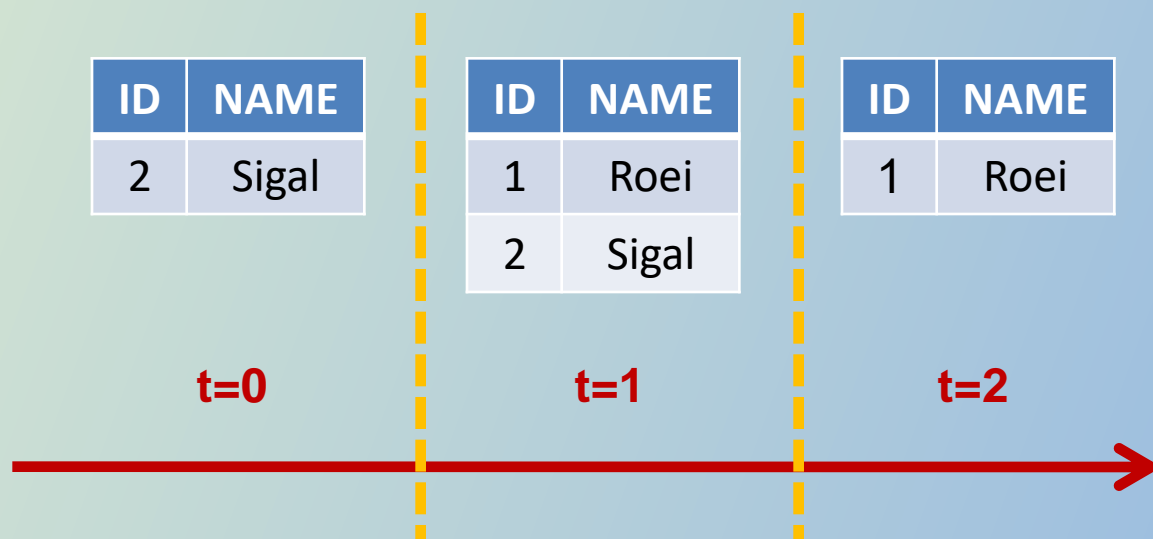 ID NAME
2 Sigal
t=0
ID NAME
1 Roei
2 Sigal
t=1
ID NAME
1 Roei
t=2